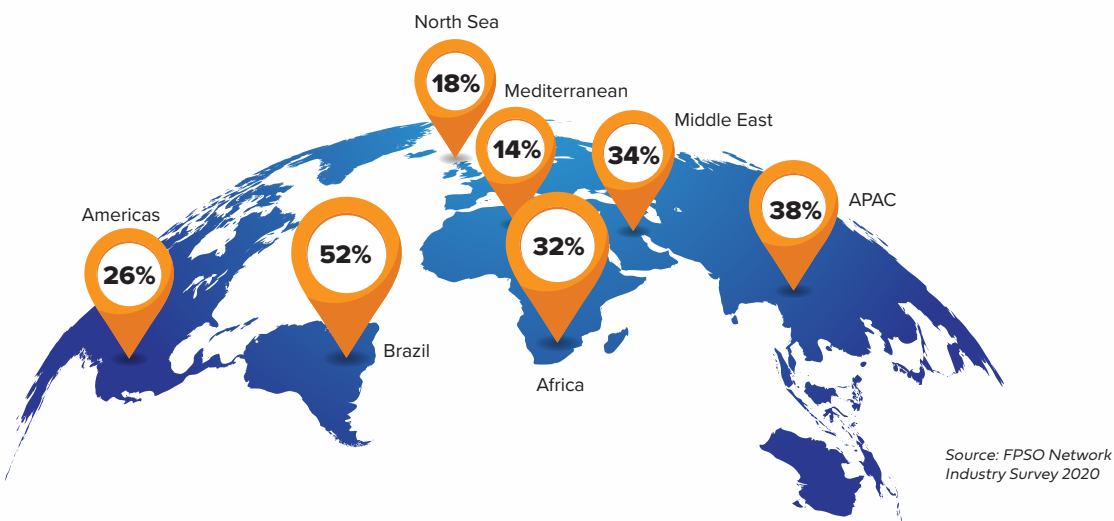 North Sea
18%
Mediterranean
14%
Middle East
34%
Americas
26%
52%
Brazil
32%
Africa
38%
APAC
Source: FPSO Network
Industry Survey 2020